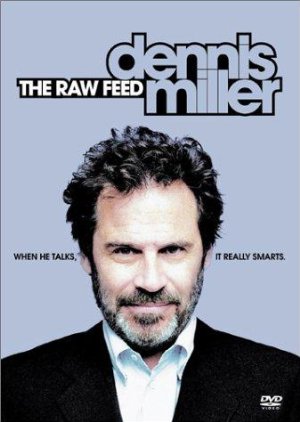 dennis
THE RAW FEED miller
WHEN HE TALKS, IT REALLY SMARTS.
DVD
VIDEO